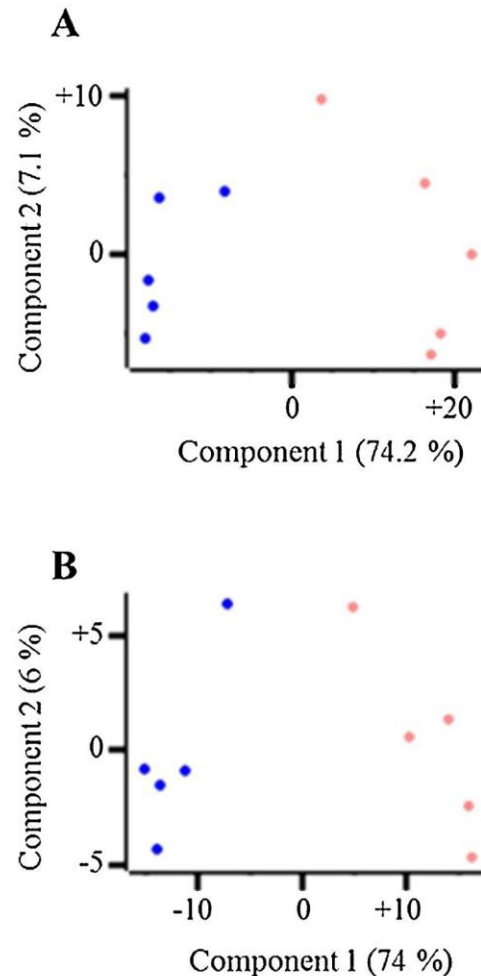 A
+10
0
Component 2 (7.1 %)
0 +20
Component 1 (74.2 %)
B
+5
0
-5
Component 2 (6 %)
-10 0 +10
Component 1 (74 %)